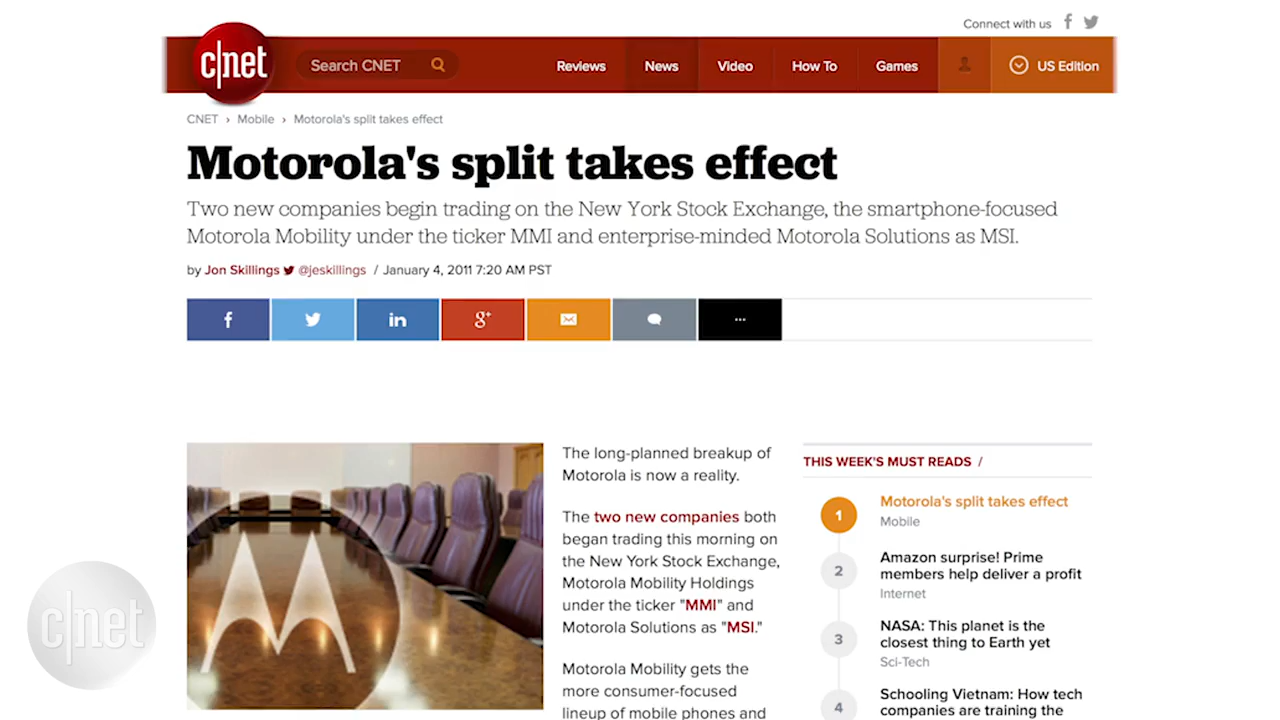 Connect with us
c|net
Search CNET
Reviews
News
Video
How To
Games
US Edition
CNET › Mobile › Motorola's split takes effect
Motorola's split takes effect
Two new companies begin trading on the New York Stock Exchange, the smartphone-focused
Motorola Mobility under the ticker MMI and enterprise-minded Motorola Solutions as MSI.
by Jon Skillings @jeskillings / January 4, 2011 7:20 AM PST
The long-planned breakup of
Motorola is now a reality.
The two new companies both
began trading this morning on
the New York Stock Exchange,
Motorola Mobility Holdings
under the ticker "MMI" and
Motorola Solutions as "MSI."
Motorola Mobility gets the
more consumer-focused
lineup of mobile phones and
THIS WEEK'S MUST READS /
1
Motorola's split takes effect
Mobile
2
Amazon surprise! Prime
members help deliver a profit
Internet
3
NASA: This planet is the
closest thing to Earth yet
Sci-Tech
4
Schooling Vietnam: How tech
companies are training the
c|net